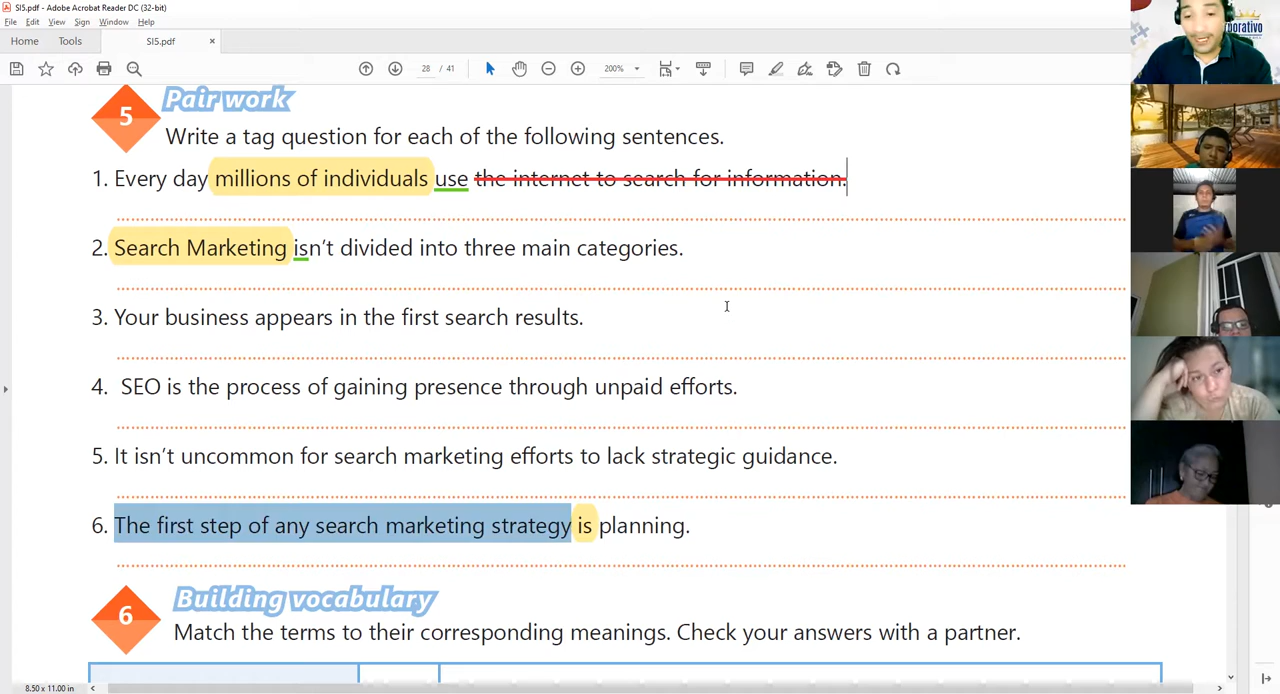 SI5.pdf - Adobe Acrobat Reader DC (32-bit)
File Edit View Sign Window Help
Home Tools SI5.pdf ×
28 / 41 200%
5 Pair work
Write a tag question for each of the following sentences.
1. Every day millions of individuals use the internet to search for information.
2. Search Marketing isn't divided into three main categories.
3. Your business appears in the first search results.
4. SEO is the process of gaining presence through unpaid efforts.
5. It isn't uncommon for search marketing efforts to lack strategic guidance.
6. The first step of any search marketing strategy is planning.
6 Building vocabulary
Match the terms to their corresponding meanings. Check your answers with a partner.
8.50 x 11.00 in